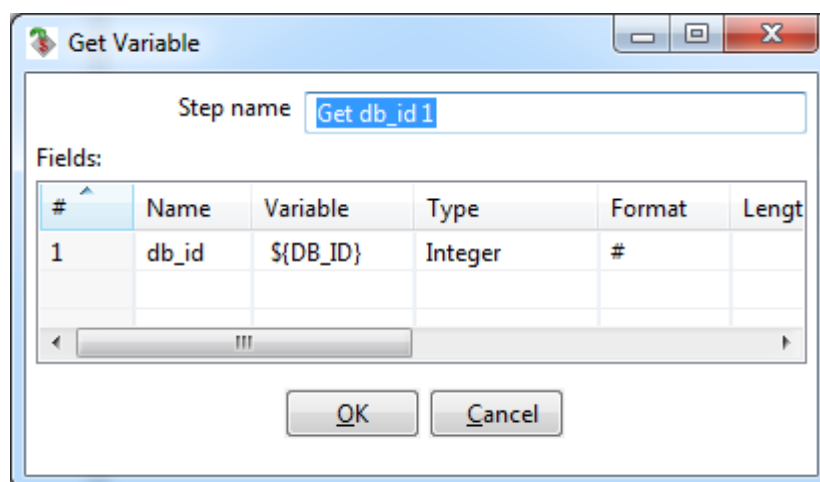 Get Variable
Step name Get db_id 1
Fields:
# Name Variable Type Format Lengt
1 db_id ${DB_ID} Integer #
OK Cancel